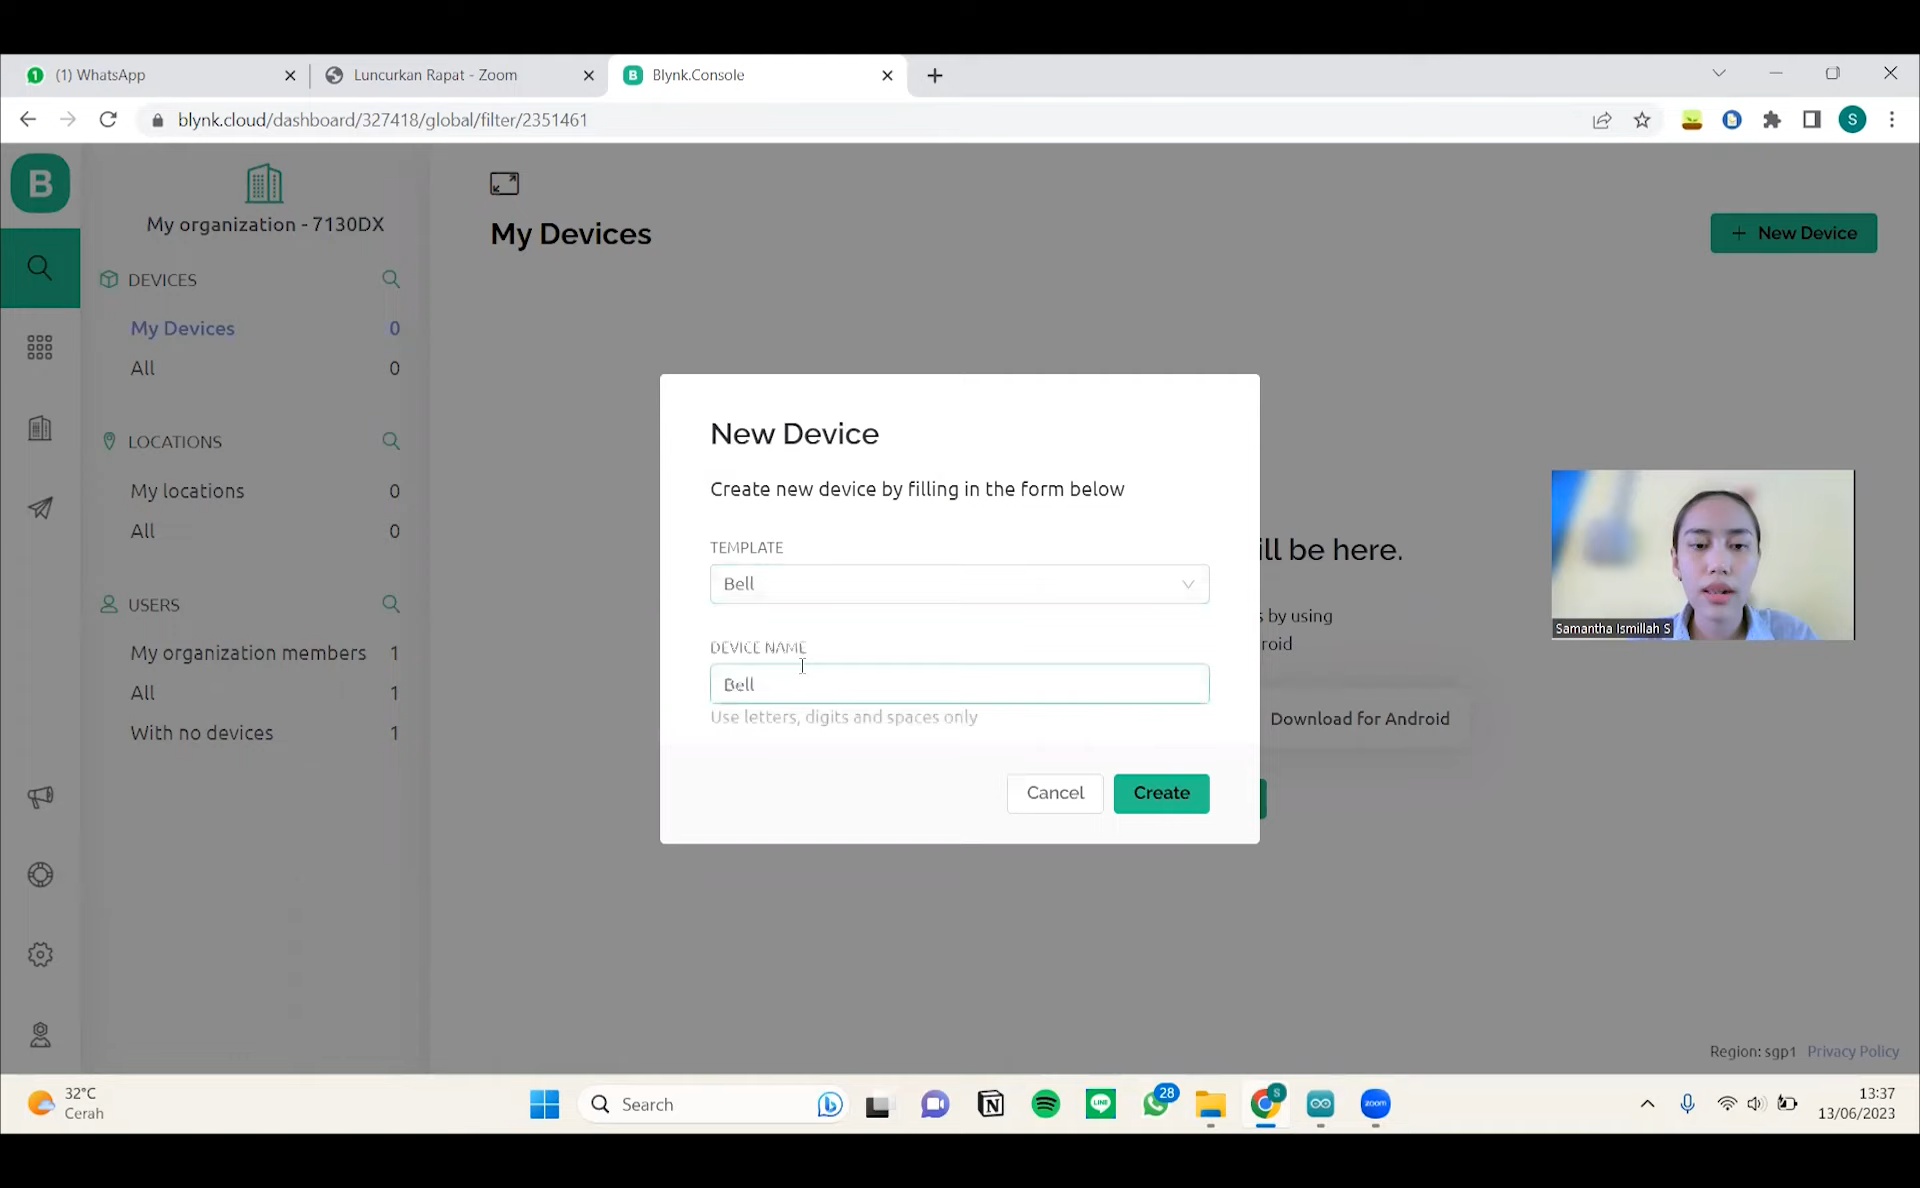 (1) WhatsApp
Luncurkan Rapat - Zoom
B Blynk.Console
blynk.cloud/dashboard/327418/global/filter/2351461
S
B
My organization - 7130DX
DEVICES
My Devices 0
All 0
LOCATIONS
My locations 0
All 0
USERS
My organization members 1
All 1
With no devices 1
My Devices
+ New Device
New Device
Create new device by filling in the form below
TEMPLATE
Bell
DEVICE NAME
Bell
Use letters, digits and spaces only
Cancel
Create
ill be here.
s by using
roid
Download for Android
Samantha Ismillah S
Region: sgp1 Privacy Policy
32°C
Cerah
Search
LINE
28
S
zoom
13:37
13/06/2023